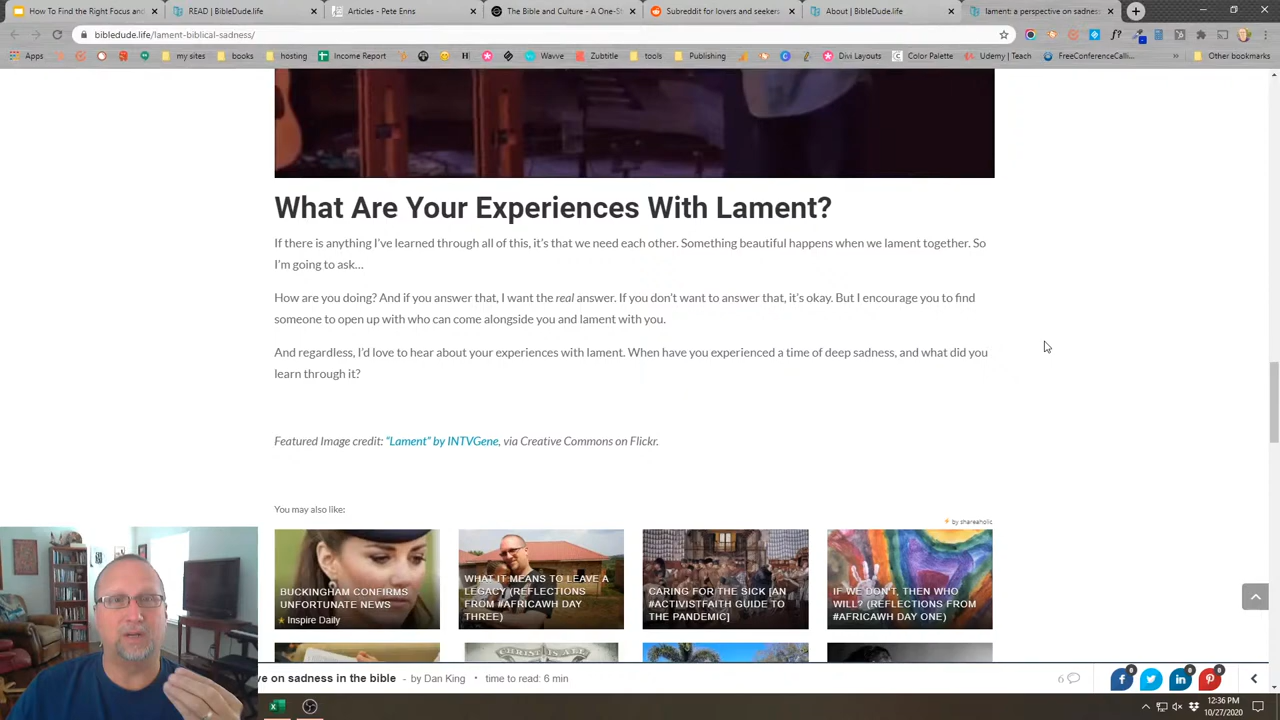 How To Find the Right Focus and
READ | BibleDude.life
Articles - Pete Enns
The Bible and Culture - A One-St
Subreddit for lovers and seekers
About | BibleDude.life
lament: a perspective on sadness
bibledude.life/lament-biblical-sadness/
Apps
my sites
books
hosting
Income Report
Wavve
Zubtitle
tools
Publishing
Divi Layouts
Color Palette
Udemy | Teach
FreeConferenceCalli...
Other bookmarks
What Are Your Experiences With Lament?
If there is anything I've learned through all of this, it's that we need each other. Something beautiful happens when we lament together. So
I'm going to ask…
How are you doing? And if you answer that, I want the real answer. If you don't want to answer that, it's okay. But I encourage you to find
someone to open up with who can come alongside you and lament with you.
And regardless, I'd love to hear about your experiences with lament. When have you experienced a time of deep sadness, and what did you
learn through it?
Featured Image credit: "Lament" by INTVGene, via Creative Commons on Flickr.
You may also like:
by shareaholic
BUCKINGHAM CONFIRMS
UNFORTUNATE NEWS
Inspire Daily
WHAT IT MEANS TO LEAVE A
LEGACY (REFLECTIONS
FROM #AFRICAWH DAY
THREE)
CARING FOR THE SICK [AN
#ACTIVISTFAITH GUIDE TO
THE PANDEMIC]
IF WE DON'T, THEN WHO
WILL? (REFLECTIONS FROM
#AFRICAWH DAY ONE)
CHRIST IS ALL
ve on sadness in the bible - by Dan King • time to read: 6 min
6
0
0
0
0
12:36 PM
10/27/2020